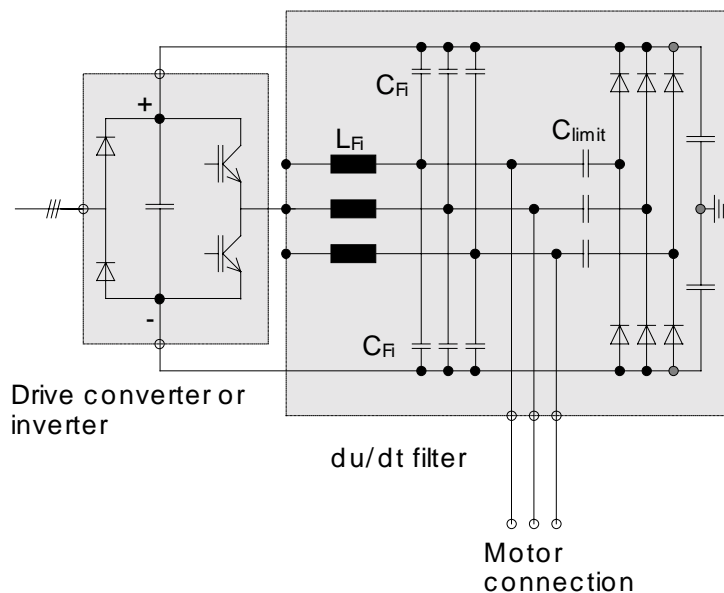 +
C_Fi
L_Fi
C_limit
-
C_Fi
Drive converter or
inverter
du/dt filter
Motor
connection